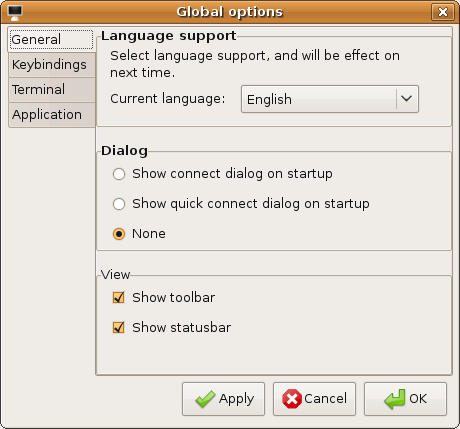 Global options
General
Keybindings
Terminal
Application
Language support
Select language support, and will be effect on
next time.
Current language: English
Dialog
Show connect dialog on startup
Show quick connect dialog on startup
None
View
Show toolbar
Show statusbar
Apply Cancel OK